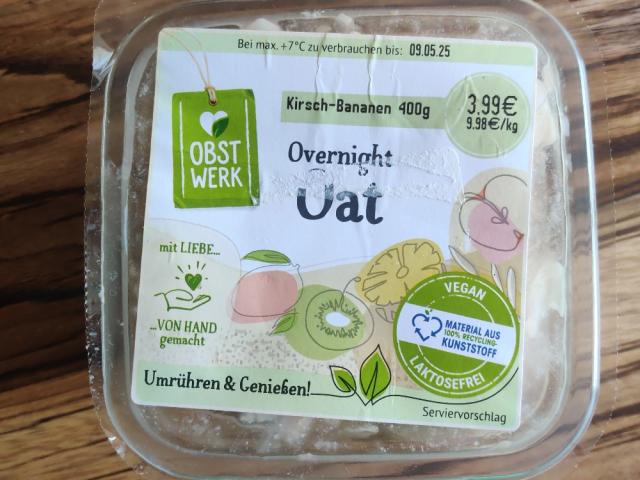 Bei max. +7°C zu verbrauchen bis: 09.05.25
Kirsch-Bananen 400g
3,99€
9.98€/kg
OBST
WERK
Overnight
Oat
mit LIEBE...
...VON HAND
gemacht
VEGAN
MATERIAL AUS
100% RECYCLING-
KUNSTSTOFF
LAKTOSEFREI
Umrühren & Genießen!
Serviervorschlag